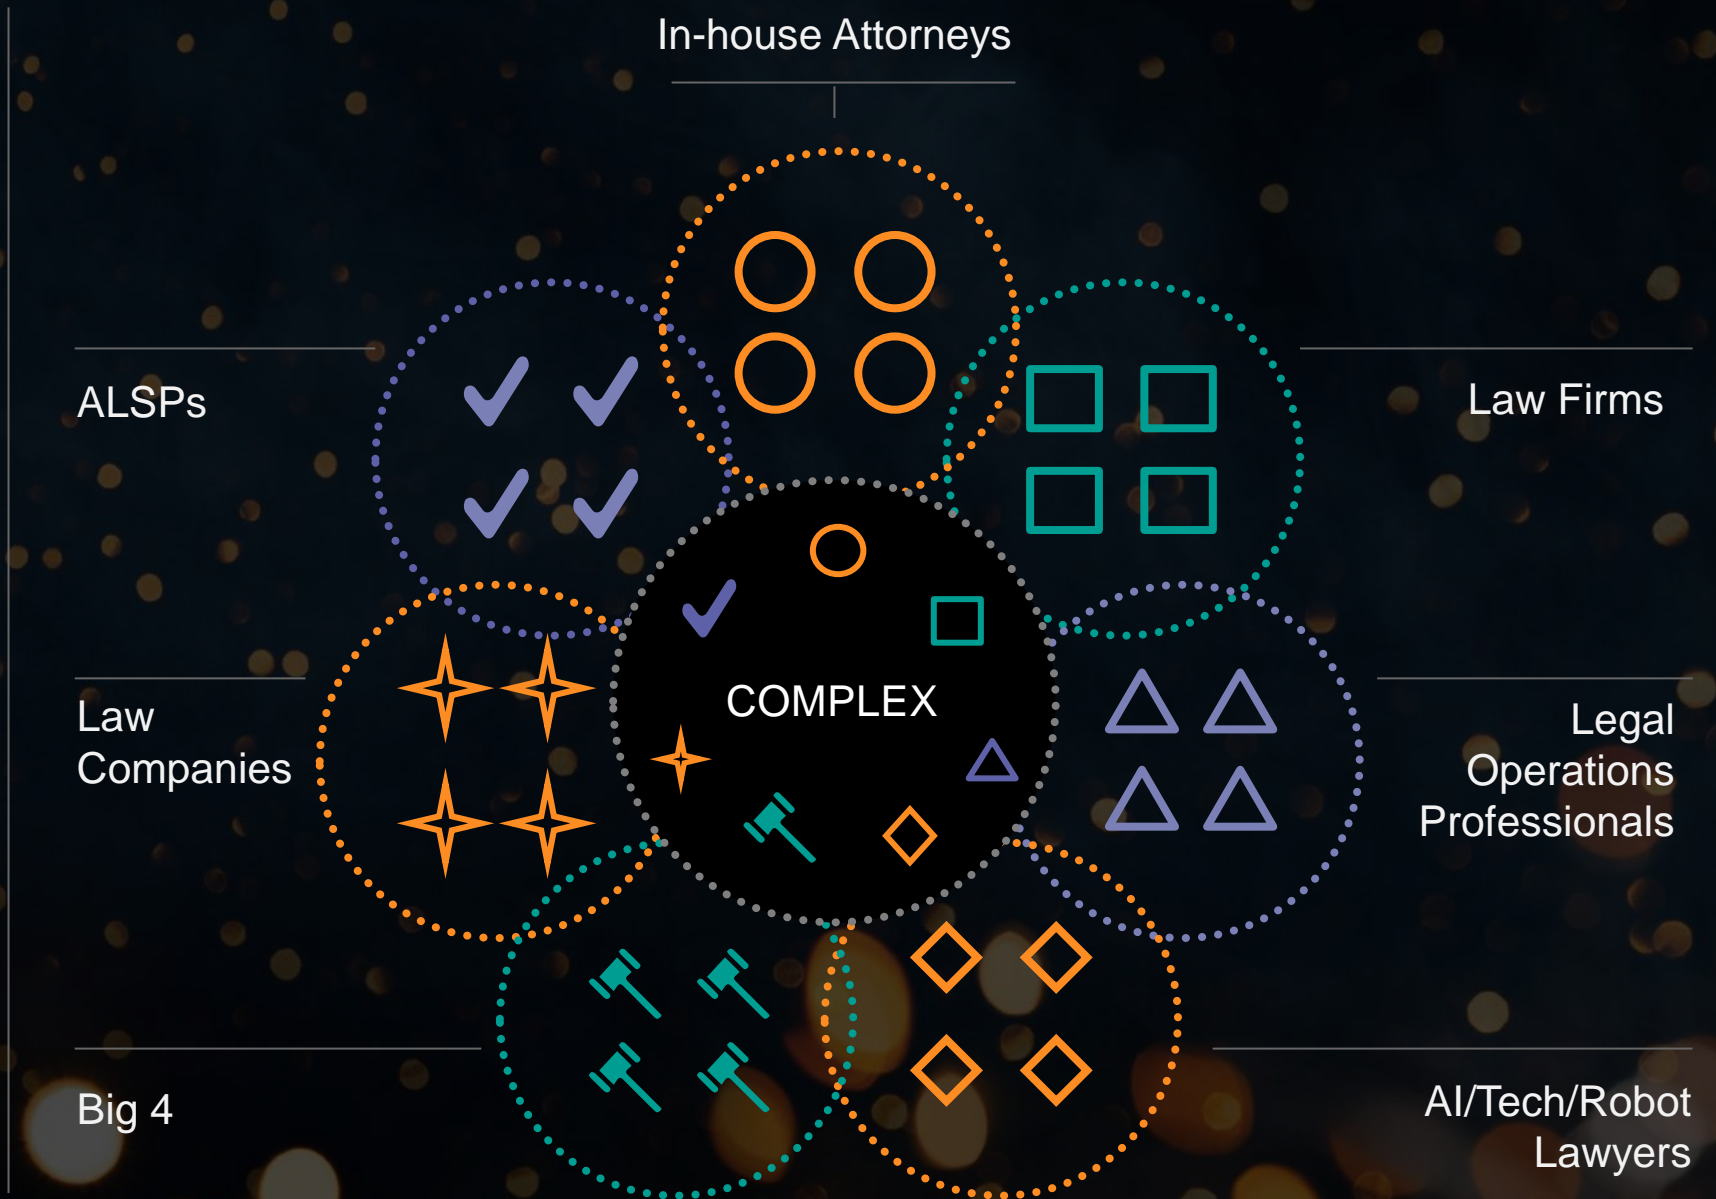 In-house Attorneys
ALSPs
Law Firms
COMPLEX
Law
Companies
Legal
Operations
Professionals
Big 4
AI/Tech/Robot
Lawyers